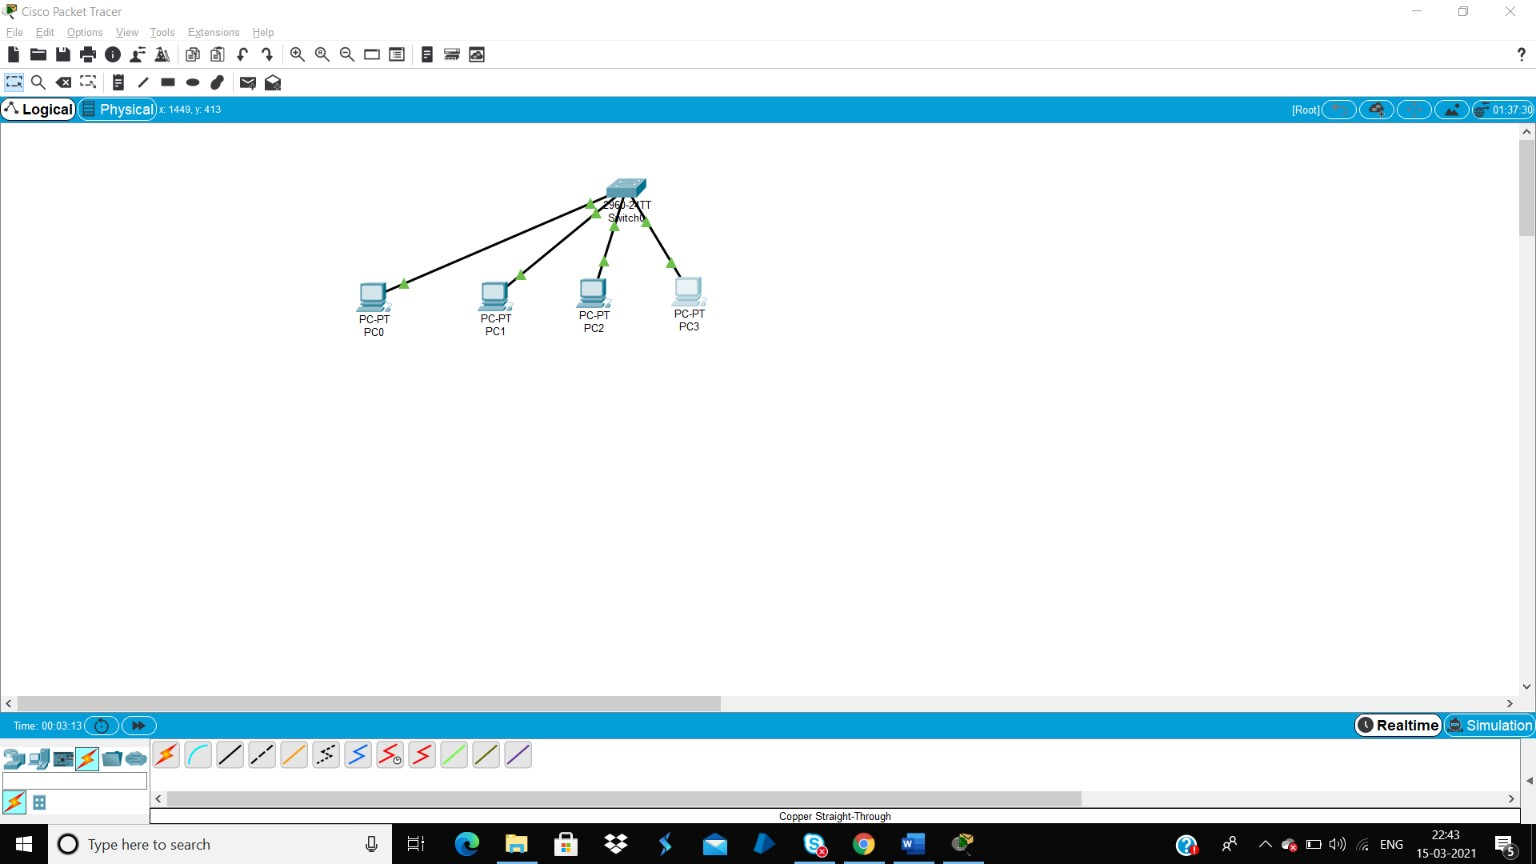 Cisco Packet Tracer
File Edit Options View Tools Extensions Help
?
Logical Physical x: 1449, y: 413 [Root] 01:37:30
2960-24TT
Switch0
PC-PT
PC0
PC-PT
PC1
PC-PT
PC2
PC-PT
PC3
Time: 00:03:13 Realtime Simulation
Copper Straight-Through
Type here to search
ENG
22:43
15-03-2021
5